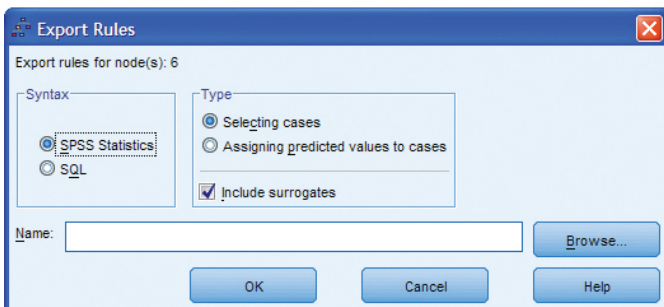 Export Rules
Export rules for node(s): 6
Syntax
SPSS Statistics
SQL
Type
Selecting cases
Assigning predicted values to cases
Include surrogates
Name:
Browse...
OK
Cancel
Help